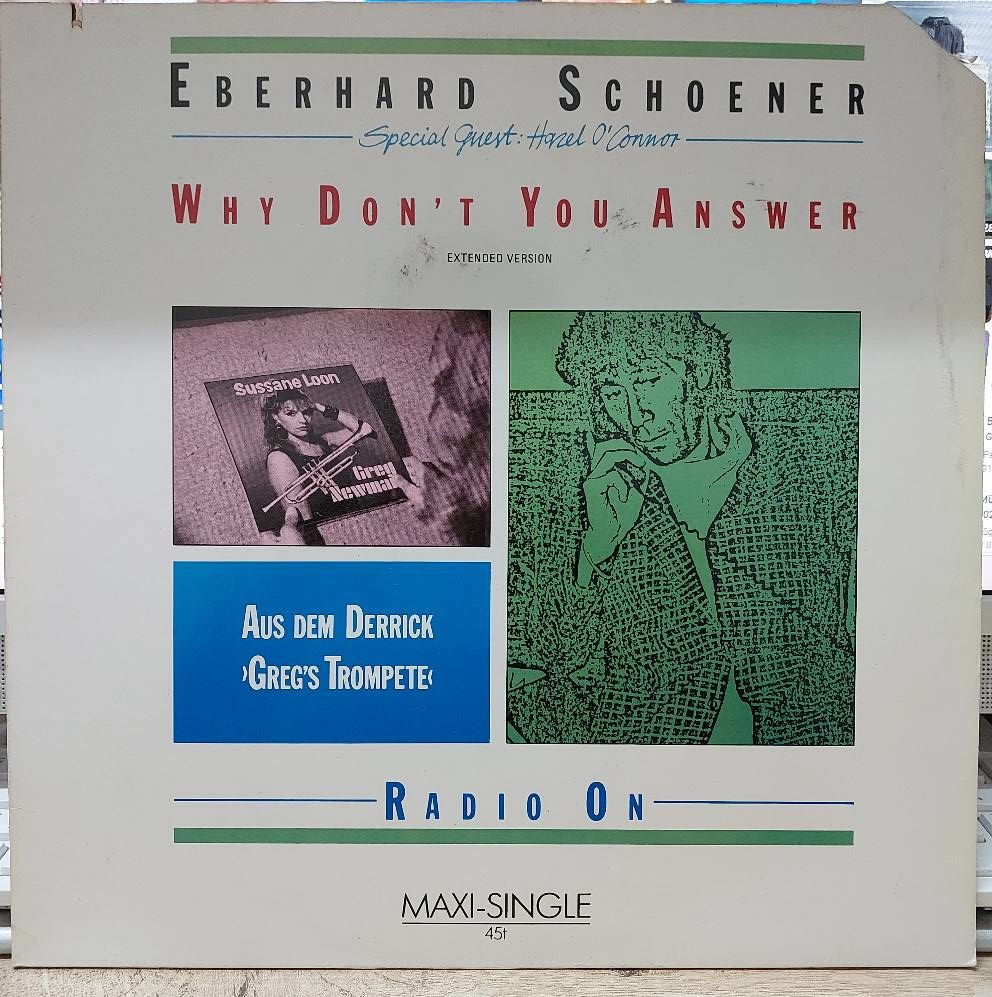 EBERHARD SCHOENER
Special Guest: Hazel O'Connor
WHY DON'T YOU ANSWER
EXTENDED VERSION
Sussane Loon
Greg
Newman
AUS DEM DERRICK
›GREG'S TROMPETE‹
RADIO ON
MAXI-SINGLE
45t